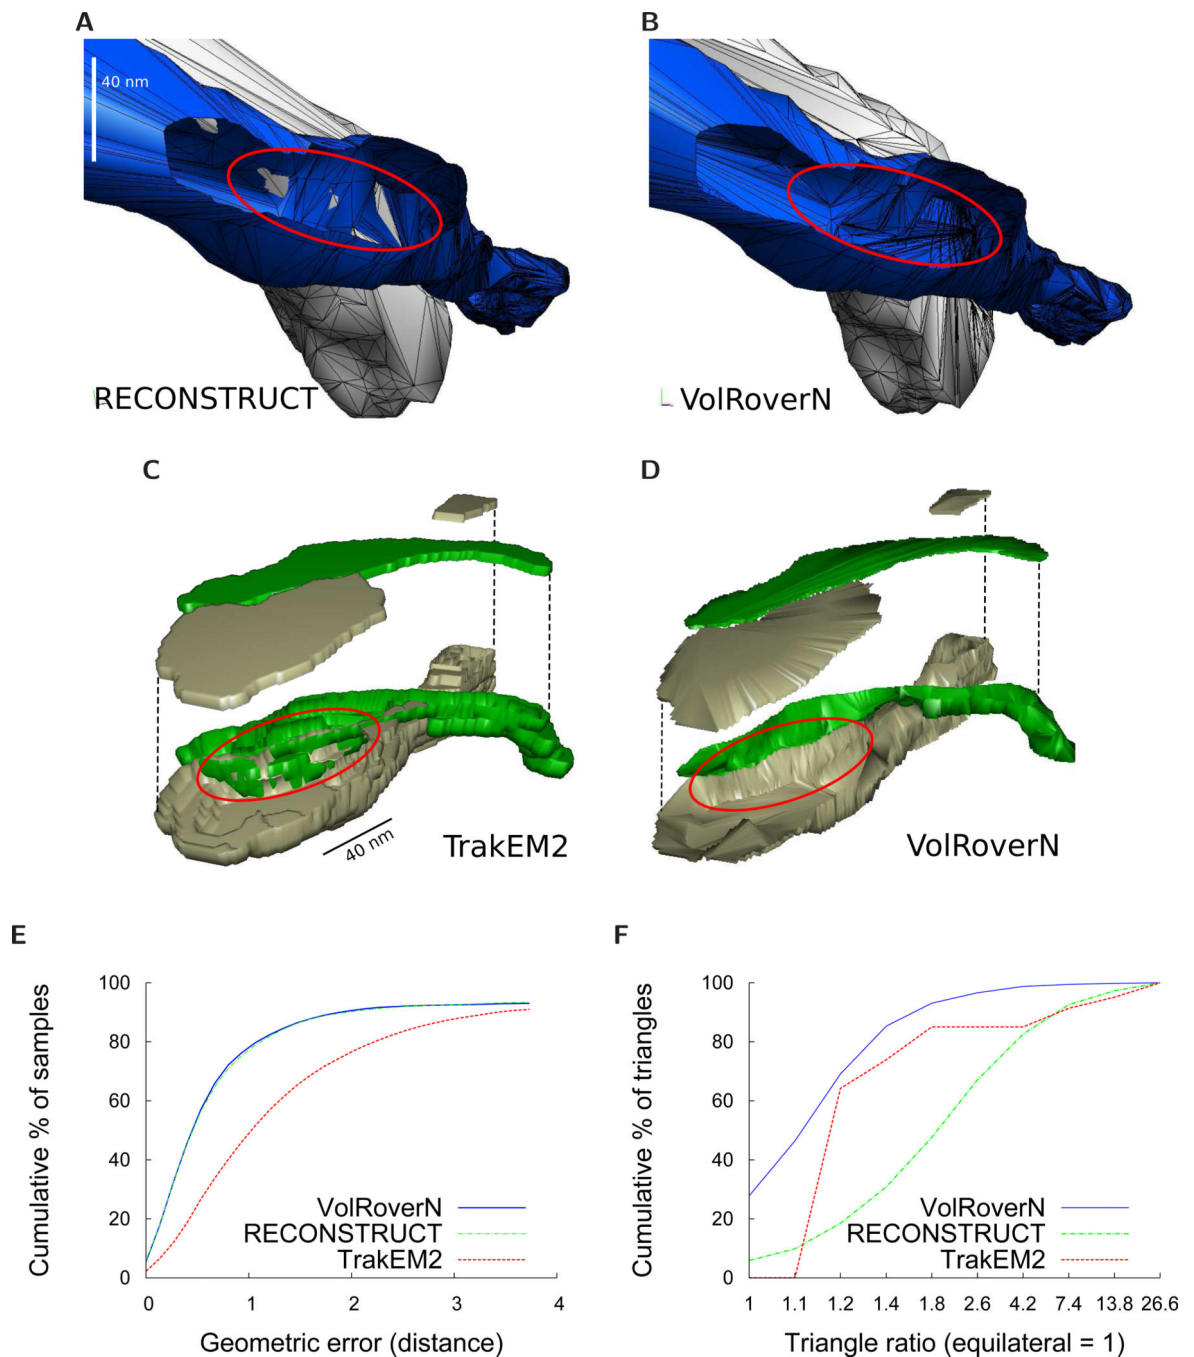 A
B
40 nm
RECONSTRUCT
VolRoverN
C
D
40 nm
TrakEM2
VolRoverN
E
F
Cumulative % of samples
100
80
60
40
20
0
VolRoverN
RECONSTRUCT
TrakEM2
0 1 2 3 4
Geometric error (distance)
Cumulative % of triangles
100
80
60
40
20
0
VolRoverN
RECONSTRUCT
TrakEM2
1 1.1 1.2 1.4 1.8 2.6 4.2 7.4 13.8 26.6
Triangle ratio (equilateral = 1)